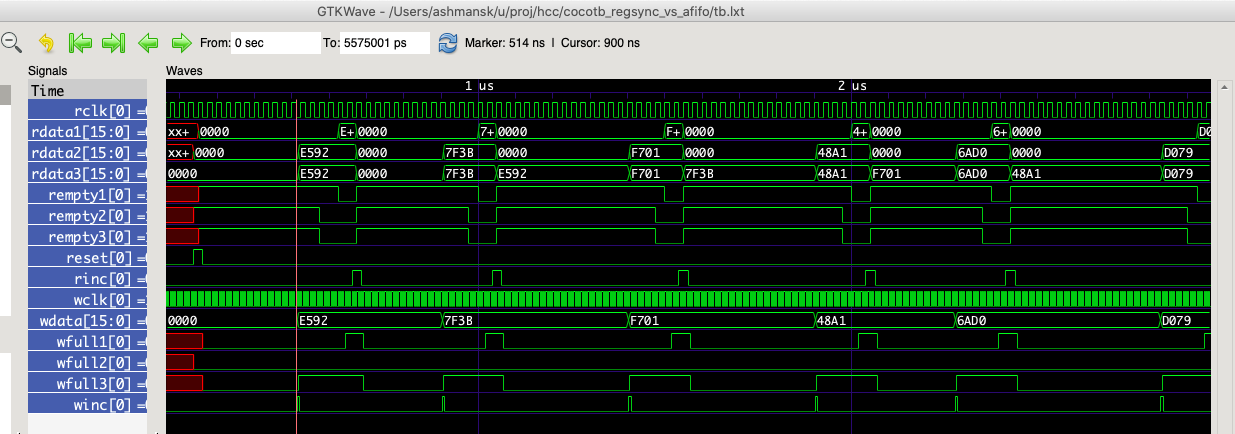 GTKWave - /Users/ashmansk/u/proj/hcc/cocotb_regsync_vs_afifo/tb.lxt
From: 0 sec To: 5575001 ps Marker: 514 ns | Cursor: 900 ns
Signals Waves
Time 1 us 2 us
rclk[0] =
rdata1[15:0] = xx+ 0000 E+ 0000 7+ 0000 F+ 0000 4+ 0000 6+ 0000 D0
rdata2[15:0] = xx+ 0000 E592 0000 7F3B 0000 F701 0000 48A1 0000 6AD0 0000 D079
rdata3[15:0] = 0000 E592 0000 7F3B E592 F701 7F3B 48A1 F701 6AD0 48A1 D079
rempty1[0] =
rempty2[0] =
rempty3[0] =
reset[0] =
rinc[0] =
wclk[0] =
wdata[15:0] = 0000 E592 7F3B F701 48A1 6AD0 D079
wfull1[0] =
wfull2[0] =
wfull3[0] =
winc[0] =